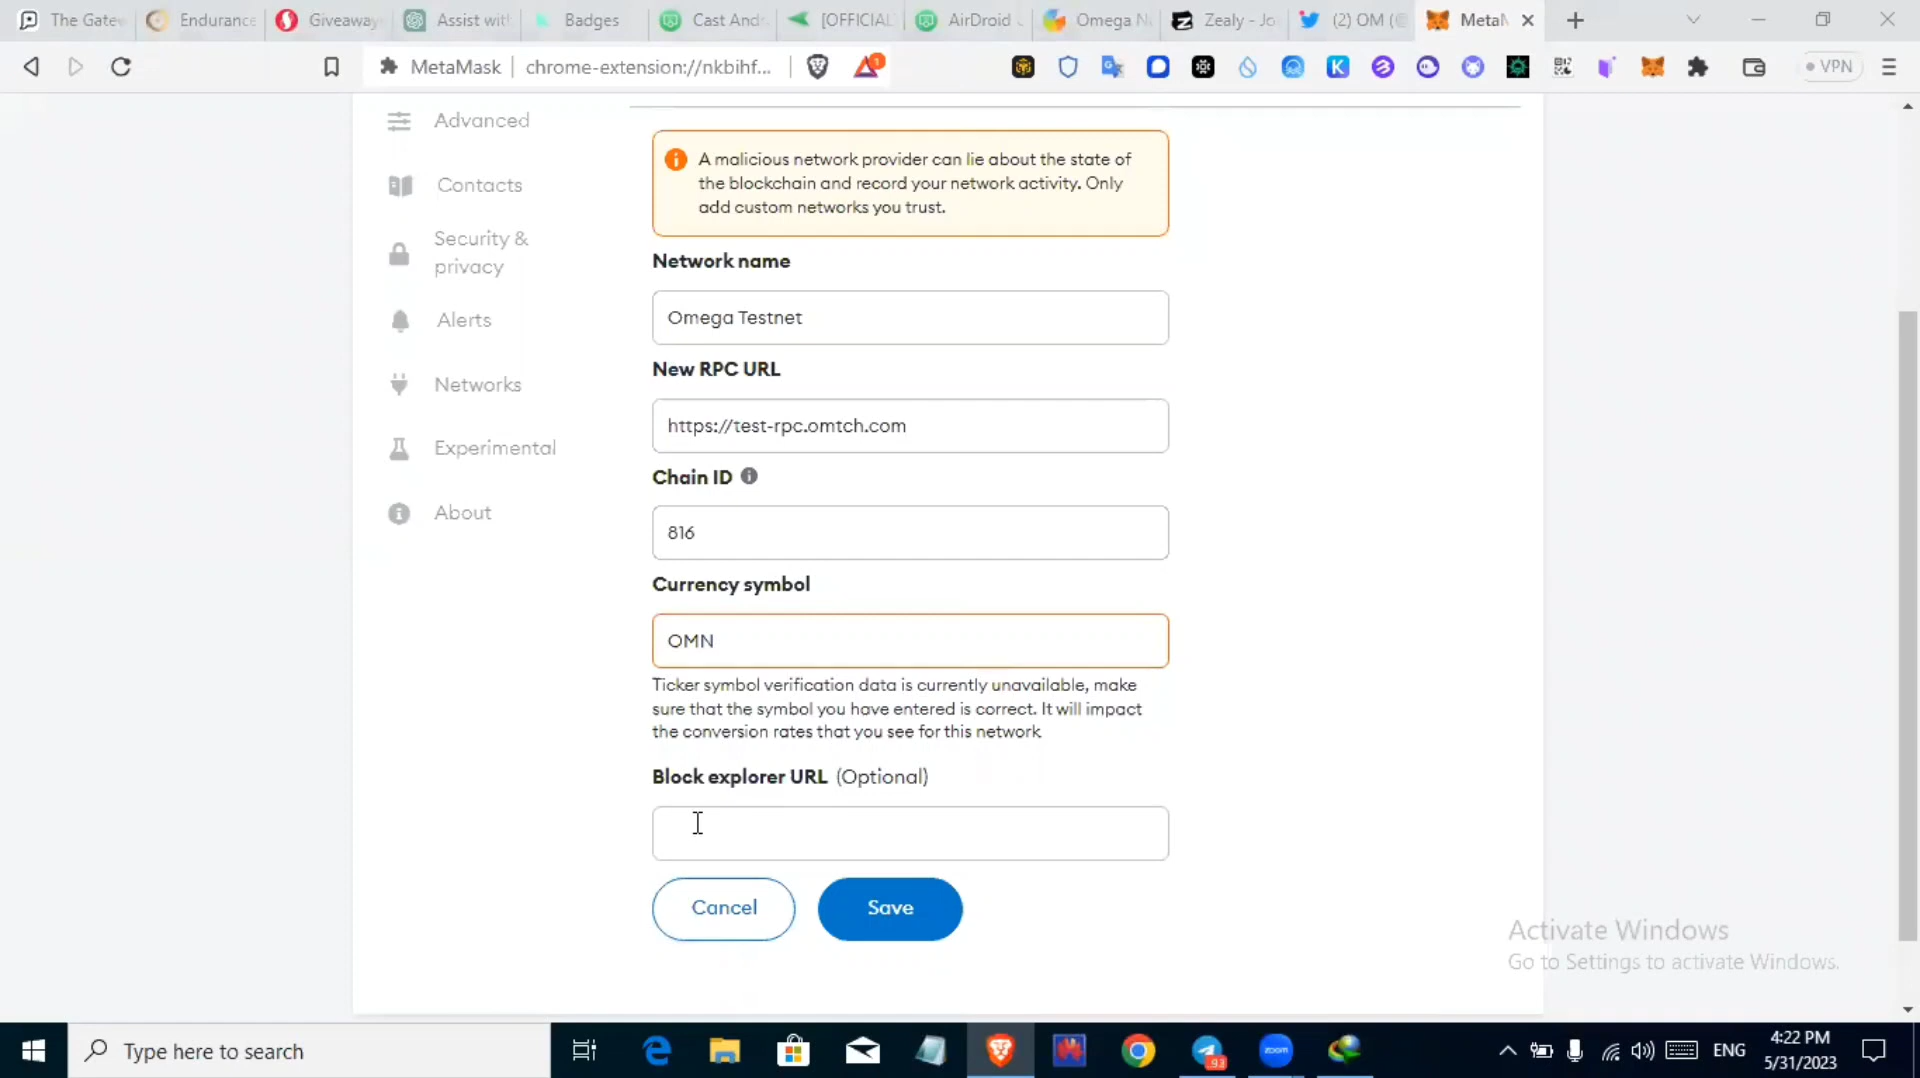 The Gatew
Endurance
Giveaway
Assist with
Badges
Cast Andr
[OFFICIAL
AirDroid
Omega N
Zealy - Jo
(2) OM (@
MetaM
MetaMask
chrome-extension://nkbihf...
1
VPN
Advanced
Contacts
Security &
privacy
Alerts
Networks
Experimental
About
A malicious network provider can lie about the state of
the blockchain and record your network activity. Only
add custom networks you trust.
Network name
Omega Testnet
New RPC URL
https://test-rpc.omtch.com
Chain ID
816
Currency symbol
OMN
Ticker symbol verification data is currently unavailable, make
sure that the symbol you have entered is correct. It will impact
the conversion rates that you see for this network
Block explorer URL (Optional)
Cancel
Save
Activate Windows
Go to Settings to activate Windows.
Type here to search
93
zoom
ENG
4:22 PM
5/31/2023